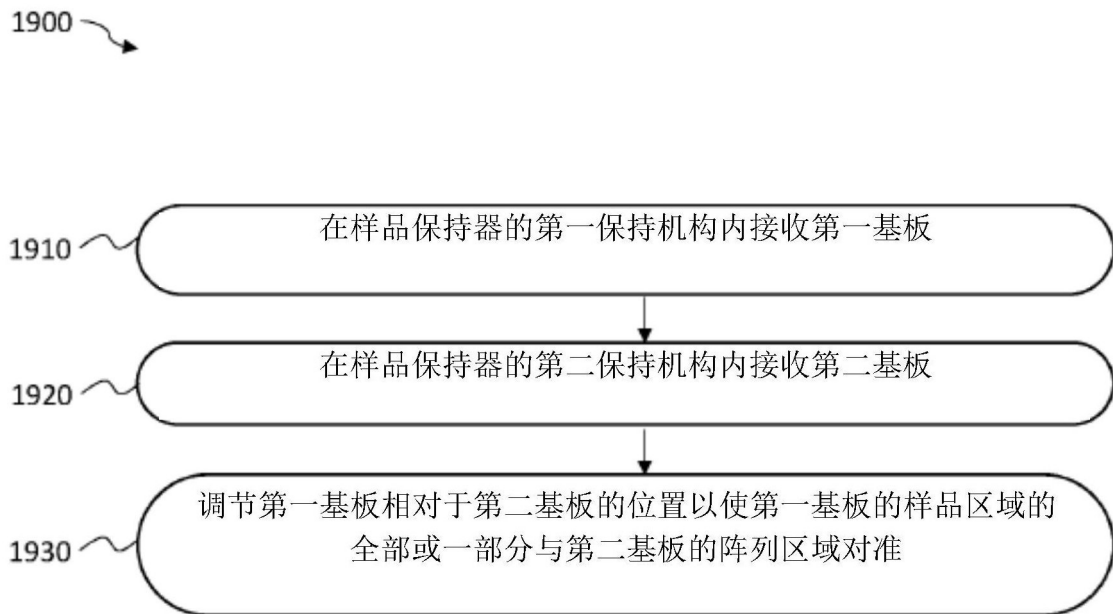 1900
1910
在样品保持器的第一保持机构内接收第一基板
1920
在样品保持器的第二保持机构内接收第二基板
1930
调节第一基板相对于第二基板的位置以使第一基板的样品区域的
全部或一部分与第二基板的阵列区域对准